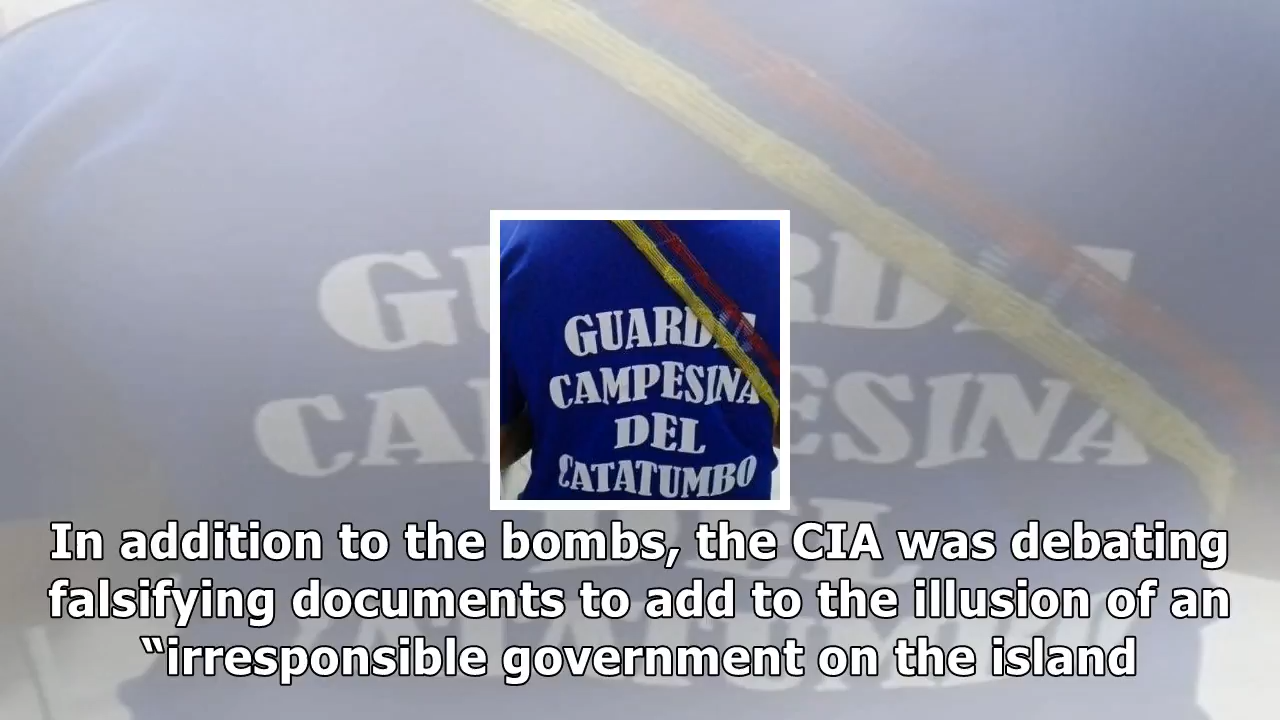 GUARDIA
CAMPESINA
DEL
CATATUMBO
In addition to the bombs, the CIA was debating
falsifying documents to add to the illusion of an
“irresponsible government on the island